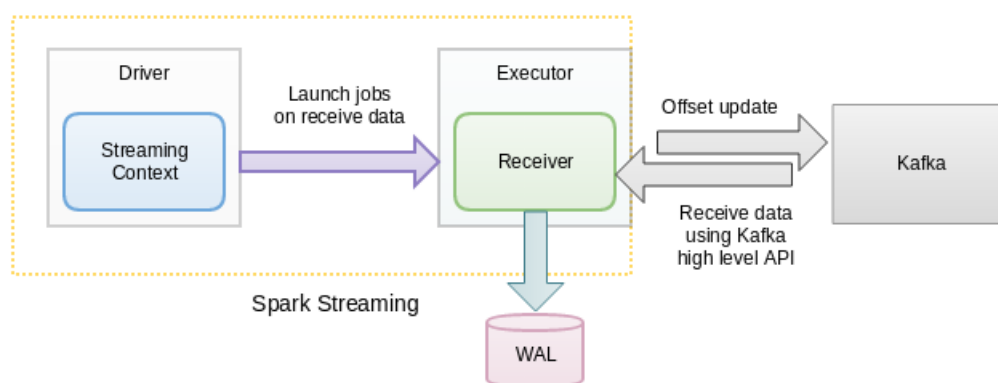 Driver
Streaming
Context
Launch jobs
on receive data
Executor
Receiver
Offset update
Receive data
using Kafka
high level API
Kafka
Spark Streaming
WAL